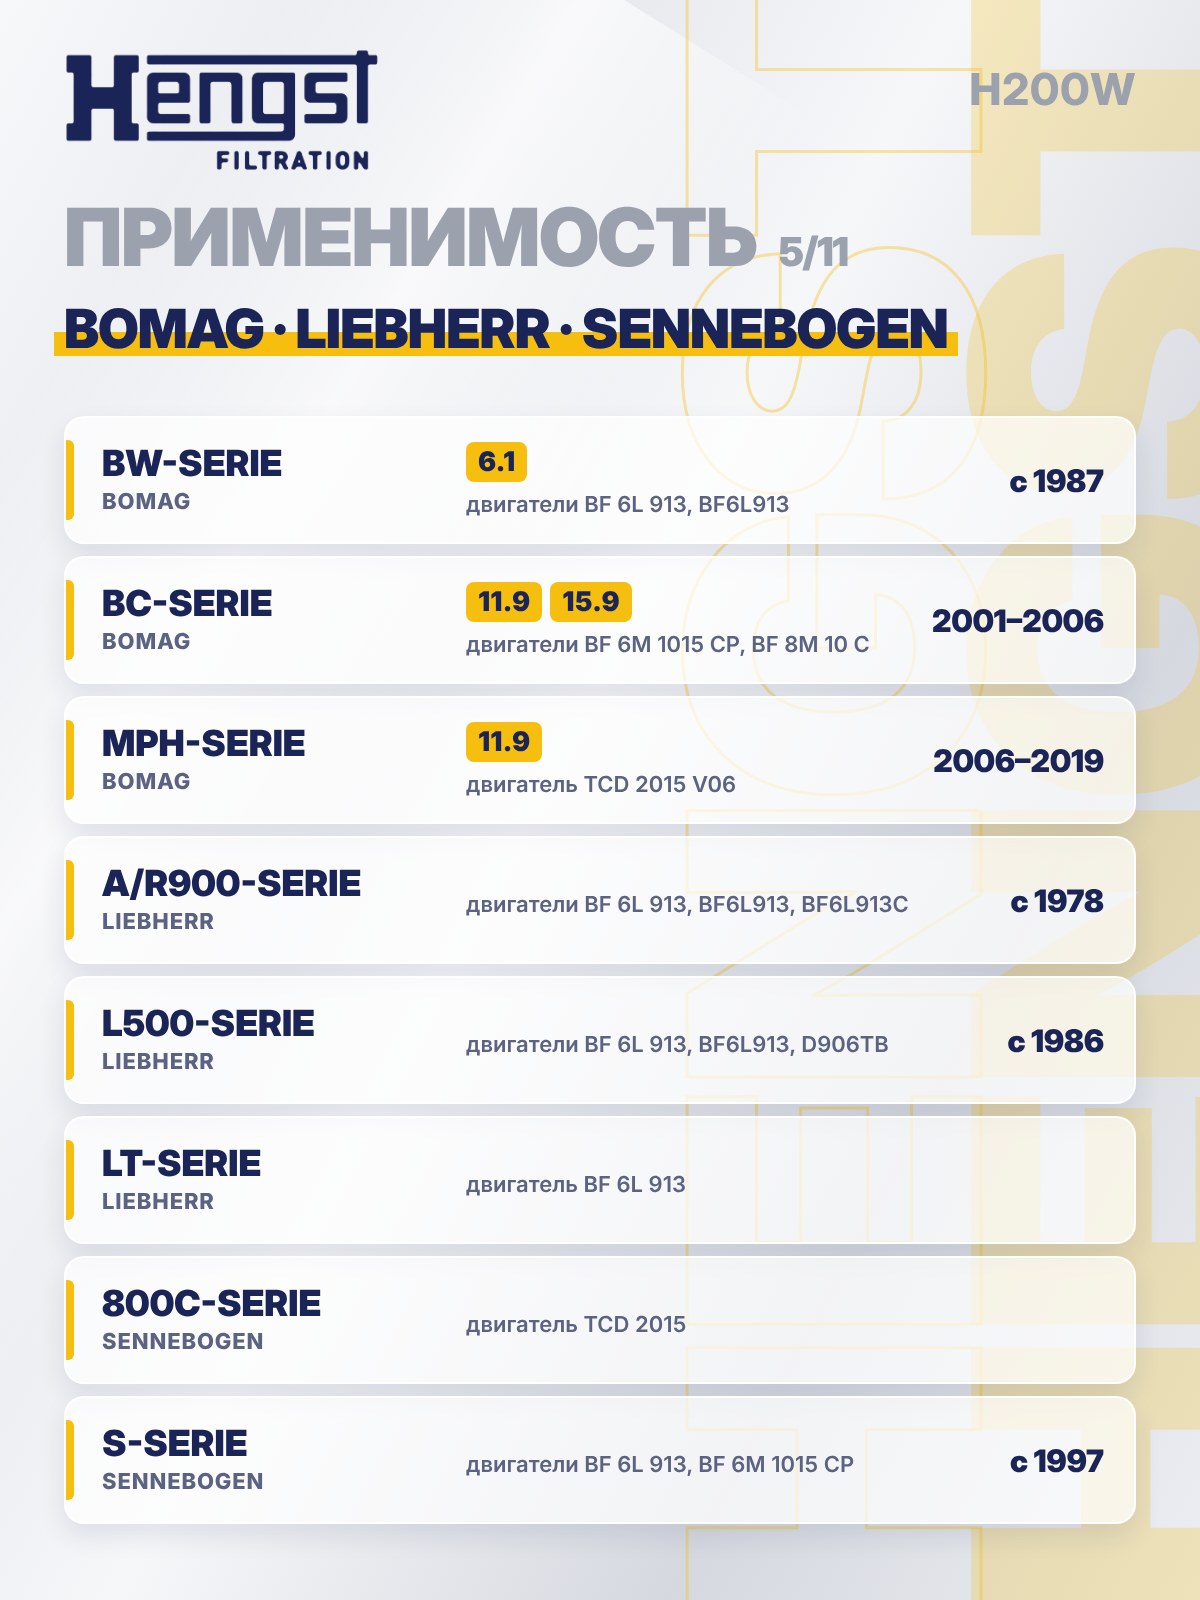 Hengst
FILTRATION
H200W
ПРИМЕНИМОСТЬ 5/11
BOMAG · LIEBHERR · SENNEBOGEN
BW-SERIE
BOMAG
6.1
двигатели BF 6L 913, BF6L913
с 1987
BC-SERIE
BOMAG
11.9 15.9
двигатели BF 6M 1015 CP, BF 8M 10 C
2001–2006
MPH-SERIE
BOMAG
11.9
двигатель TCD 2015 V06
2006–2019
A/R900-SERIE
LIEBHERR
двигатели BF 6L 913, BF6L913, BF6L913C
с 1978
L500-SERIE
LIEBHERR
двигатели BF 6L 913, BF6L913, D906TB
с 1986
LT-SERIE
LIEBHERR
двигатель BF 6L 913
800C-SERIE
SENNEBOGEN
двигатель TCD 2015
S-SERIE
SENNEBOGEN
двигатели BF 6L 913, BF 6M 1015 CP
с 1997